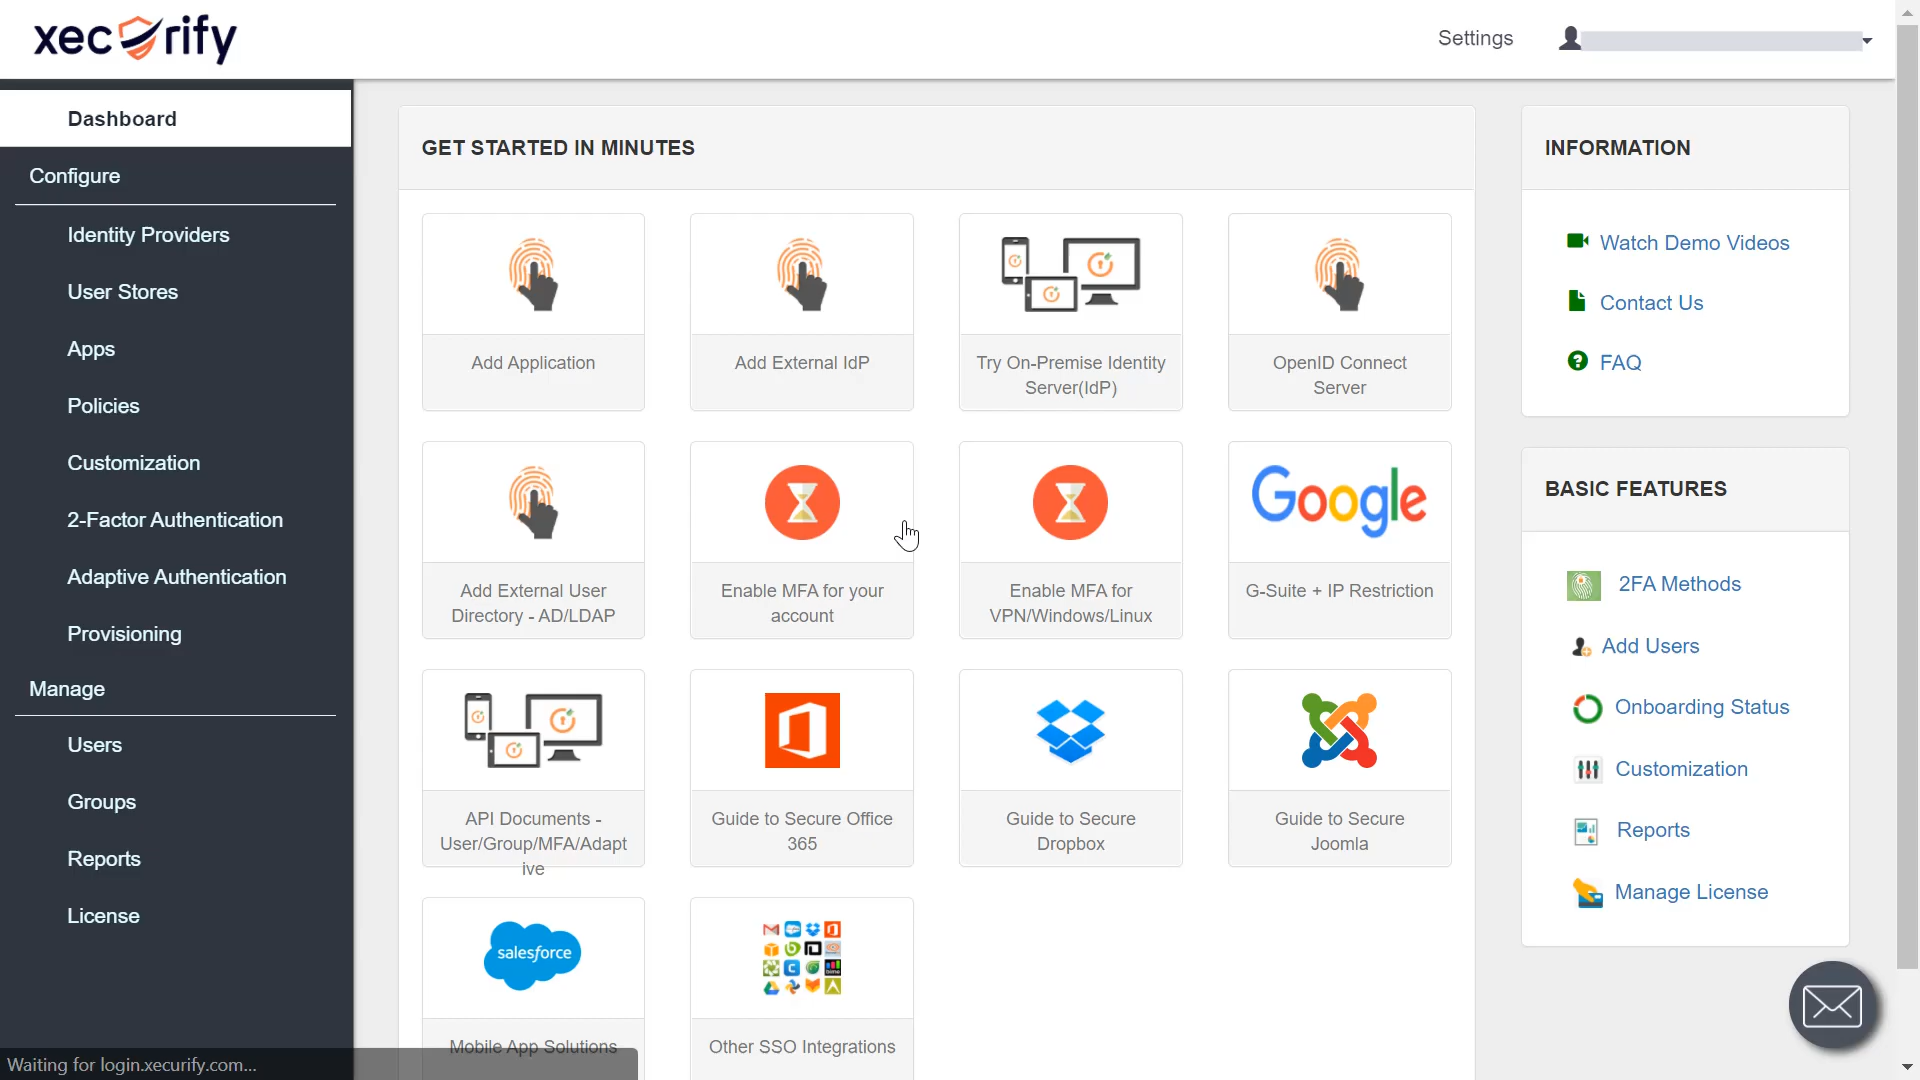 xecurify
Settings
Dashboard
Configure
Identity Providers
User Stores
Apps
Policies
Customization
2-Factor Authentication
Adaptive Authentication
Provisioning
Manage
Users
Groups
Reports
License
GET STARTED IN MINUTES
Add Application
Add External IdP
Try On-Premise Identity
Server(IdP)
OpenID Connect
Server
Add External User
Directory - AD/LDAP
Enable MFA for your
account
Enable MFA for
VPN/Windows/Linux
Google
G-Suite + IP Restriction
API Documents -
User/Group/MFA/Adapt
ive
Guide to Secure Office
365
Guide to Secure
Dropbox
Guide to Secure
Joomla
salesforce
Mobile App Solutions
Other SSO Integrations
INFORMATION
Watch Demo Videos
Contact Us
FAQ
BASIC FEATURES
2FA Methods
Add Users
Onboarding Status
Customization
Reports
Manage License
Waiting for login.xecurify.com...